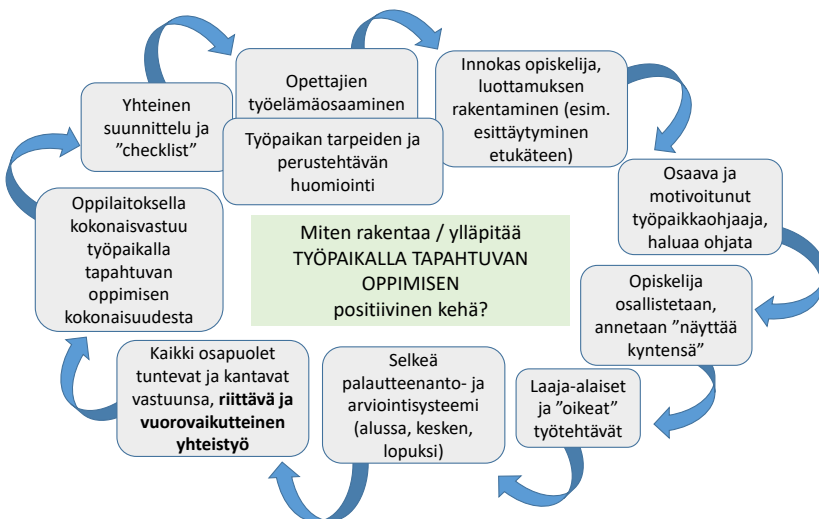 Yhteinen
suunnittelu ja
”checklist”
Opettajien
työelämäosaaminen
Työpaikan tarpeiden ja
perustehtävän
huomiointi
Innokas opiskelija,
luottamuksen
rakentaminen (esim.
esittäytyminen
etukäteen)
Osaava ja
motivoitunut
työpaikkaohjaaja,
haluaa ohjata
Opiskelija
osallistetaan,
annetaan ”näyttää
kyntensä”
Laaja-alaiset
ja ”oikeat”
työtehtävät
Selkeä
palautteenanto- ja
arviointisysteemi
(alussa, kesken,
lopuksi)
Kaikki osapuolet
tuntevat ja kantavat
vastuunsa, riittävä ja
vuorovaikutteinen
yhteistyö
Oppilaitoksella
kokonaisvastuu
työpaikalla
tapahtuvan
oppimisen
kokonaisuudesta
Miten rakentaa / ylläpitää
TYÖPAIKALLA TAPAHTUVAN
OPPIMISEN
positiivinen kehä?